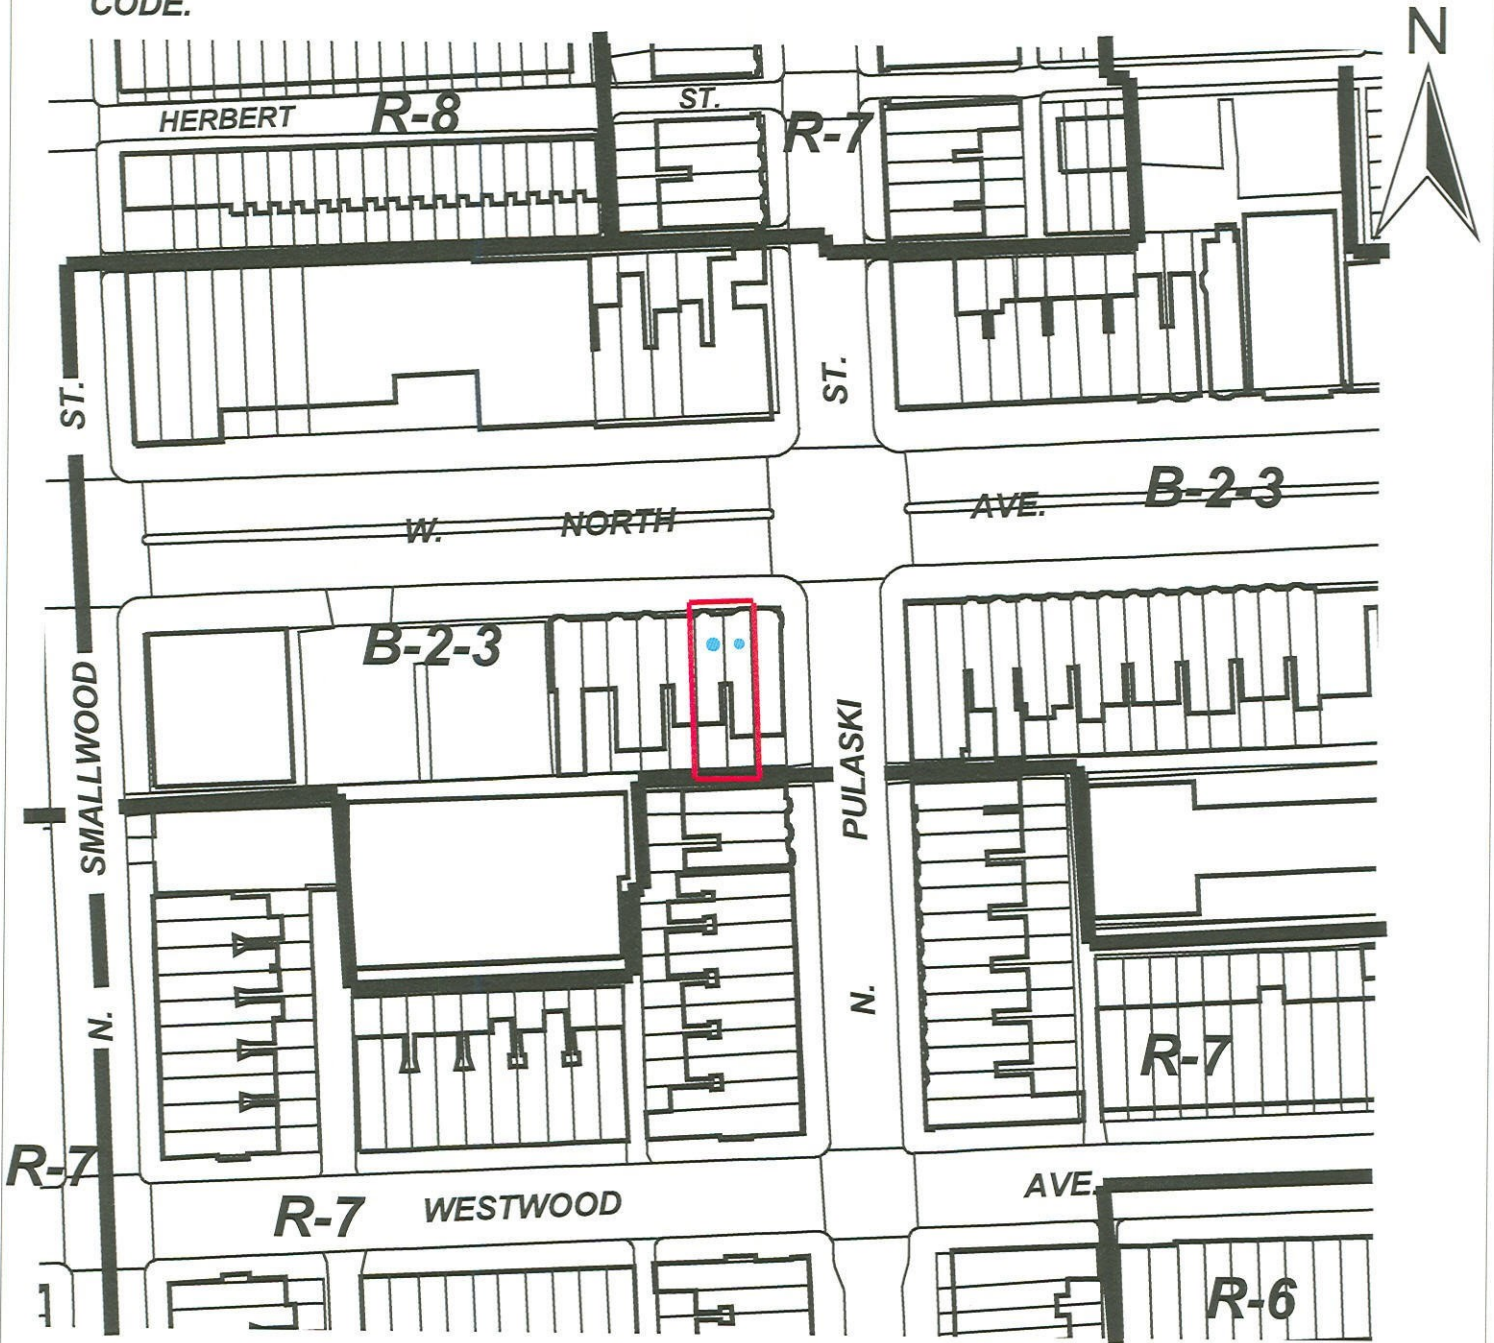 CODE.
N
HERBERT R-8 ST. R-7
ST. ST.
B-2-3
W. NORTH AVE.
B-2-3
SMALLWOOD
PULASKI
N. N.
R-7
R-7
R-7 WESTWOOD AVE.
R-6